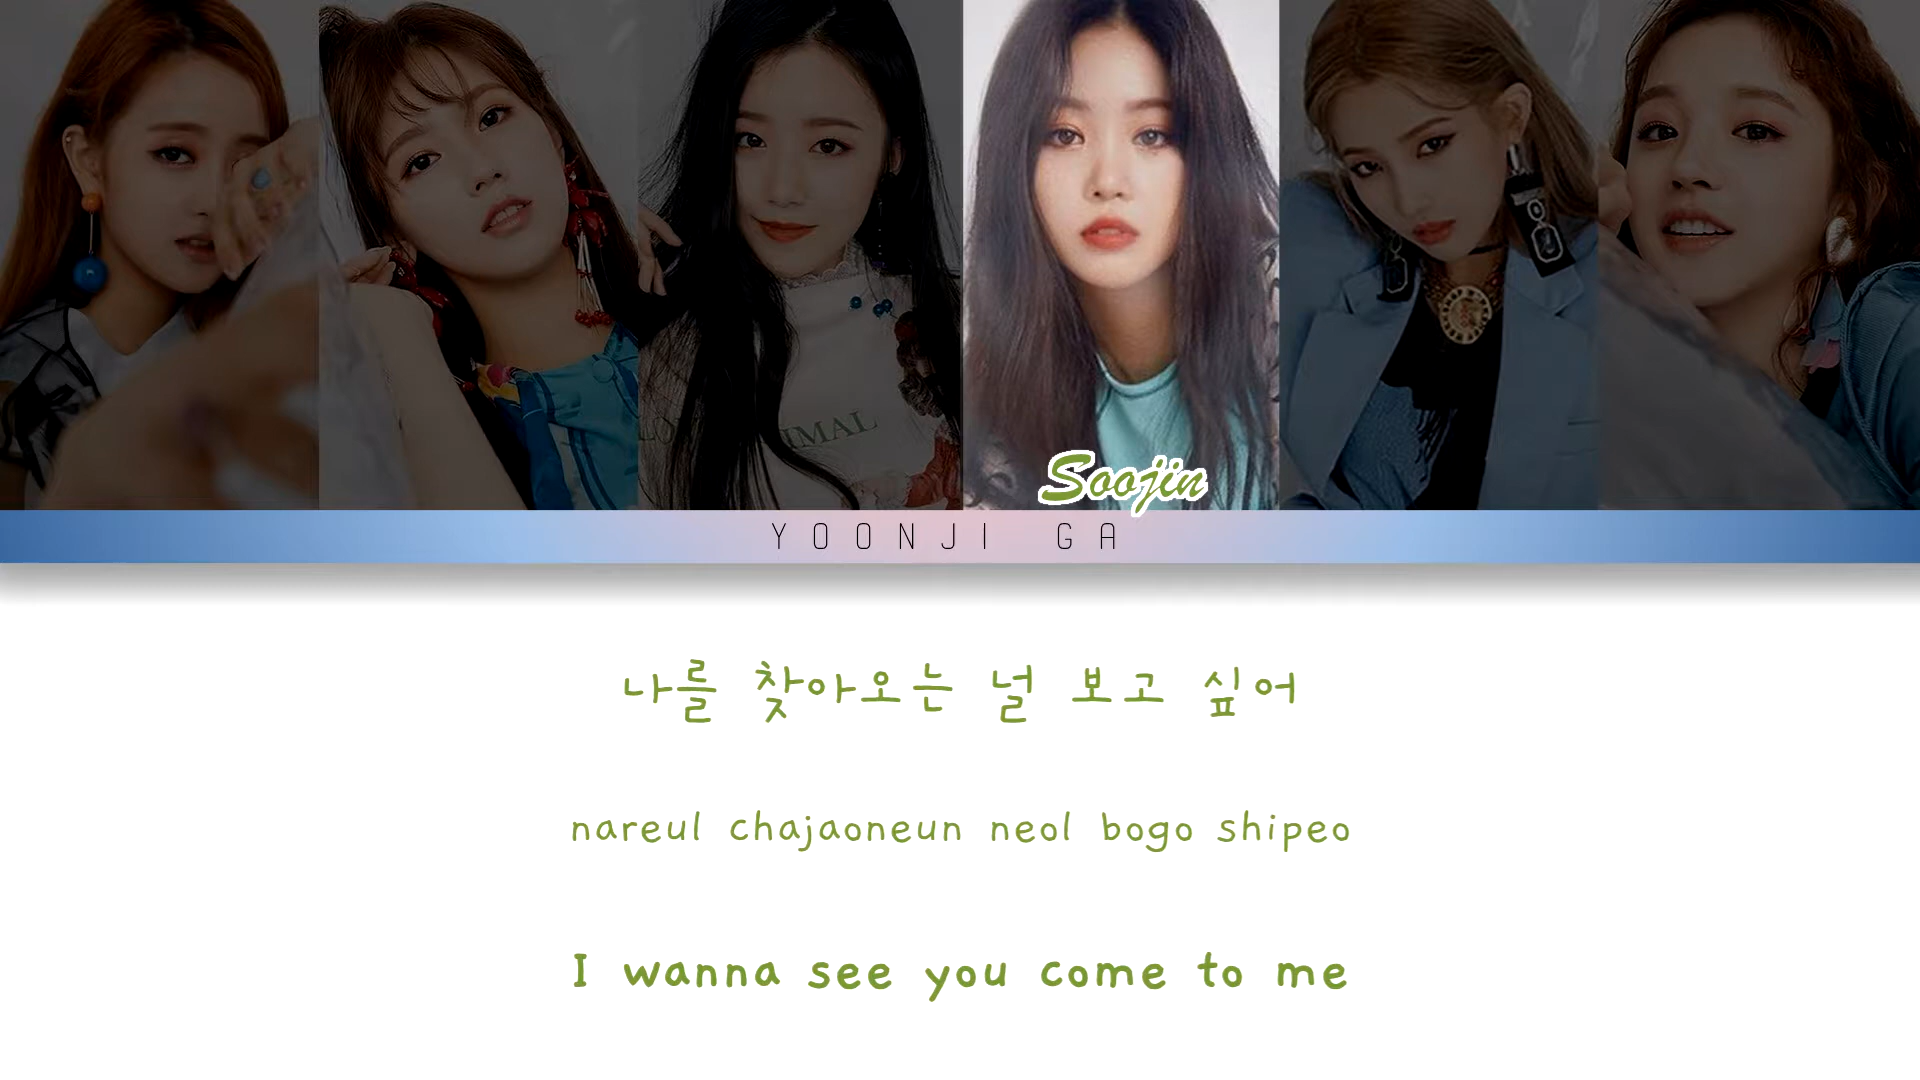 IMAL
Soojin
YOONJI GA
나를 찾아오는 널 보고 싶어
nareul chajaoneun neol bogo shipeo
I wanna see you come to me